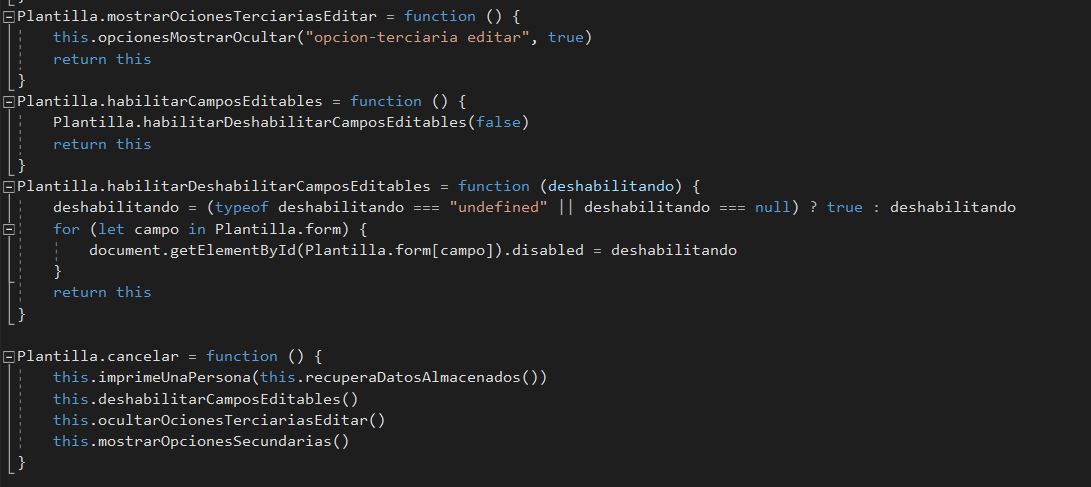 }
Plantilla.mostrarOcionesTerciariasEditar = function () {
    this.opcionesMostrarOcultar("opcion-terciaria editar", true)
    return this
}
Plantilla.habilitarCamposEditables = function () {
    Plantilla.habilitarDeshabilitarCamposEditables(false)
    return this
}
Plantilla.habilitarDeshabilitarCamposEditables = function (deshabilitando) {
    deshabilitando = (typeof deshabilitando === "undefined" || deshabilitando === null) ? true : deshabilitando
    for (let campo in Plantilla.form) {
        document.getElementById(Plantilla.form[campo]).disabled = deshabilitando
    }
    return this
}
Plantilla.cancelar = function () {
    this.imprimeUnaPersona(this.recuperaDatosAlmacenados())
    this.deshabilitarCamposEditables()
    this.ocultarOcionesTerciariasEditar()
    this.mostrarOpcionesSecundarias()
}